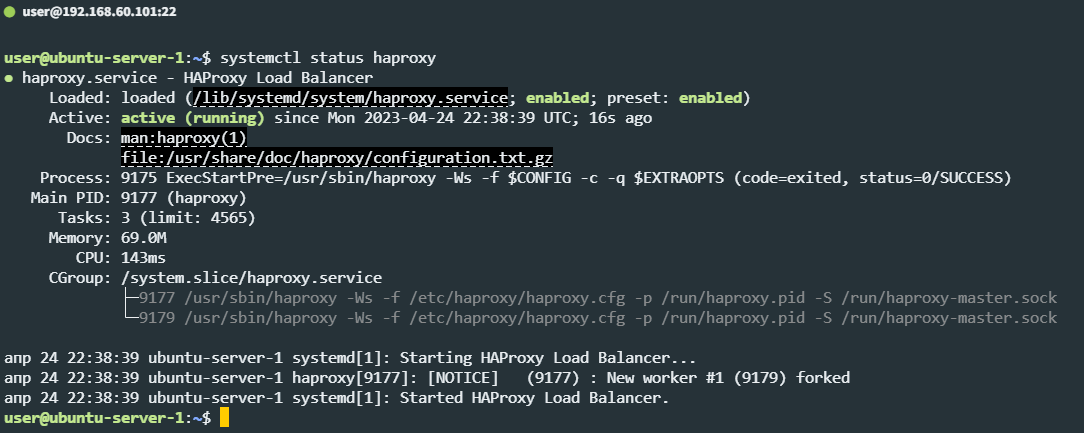 user@192.168.60.101:22
user@ubuntu-server-1:~$ systemctl status haproxy
● haproxy.service - HAProxy Load Balancer
     Loaded: loaded (/lib/systemd/system/haproxy.service; enabled; preset: enabled)
     Active: active (running) since Mon 2023-04-24 22:38:39 UTC; 16s ago
       Docs: man:haproxy(1)
             file:/usr/share/doc/haproxy/configuration.txt.gz
    Process: 9175 ExecStartPre=/usr/sbin/haproxy -Ws -f $CONFIG -c -q $EXTRAOPTS (code=exited, status=0/SUCCESS)
   Main PID: 9177 (haproxy)
      Tasks: 3 (limit: 4565)
     Memory: 69.0M
        CPU: 143ms
     CGroup: /system.slice/haproxy.service
             ├─9177 /usr/sbin/haproxy -Ws -f /etc/haproxy/haproxy.cfg -p /run/haproxy.pid -S /run/haproxy-master.sock
             └─9179 /usr/sbin/haproxy -Ws -f /etc/haproxy/haproxy.cfg -p /run/haproxy.pid -S /run/haproxy-master.sock
апр 24 22:38:39 ubuntu-server-1 systemd[1]: Starting HAProxy Load Balancer...
апр 24 22:38:39 ubuntu-server-1 haproxy[9177]: [NOTICE]   (9177) : New worker #1 (9179) forked
апр 24 22:38:39 ubuntu-server-1 systemd[1]: Started HAProxy Load Balancer.
user@ubuntu-server-1:~$